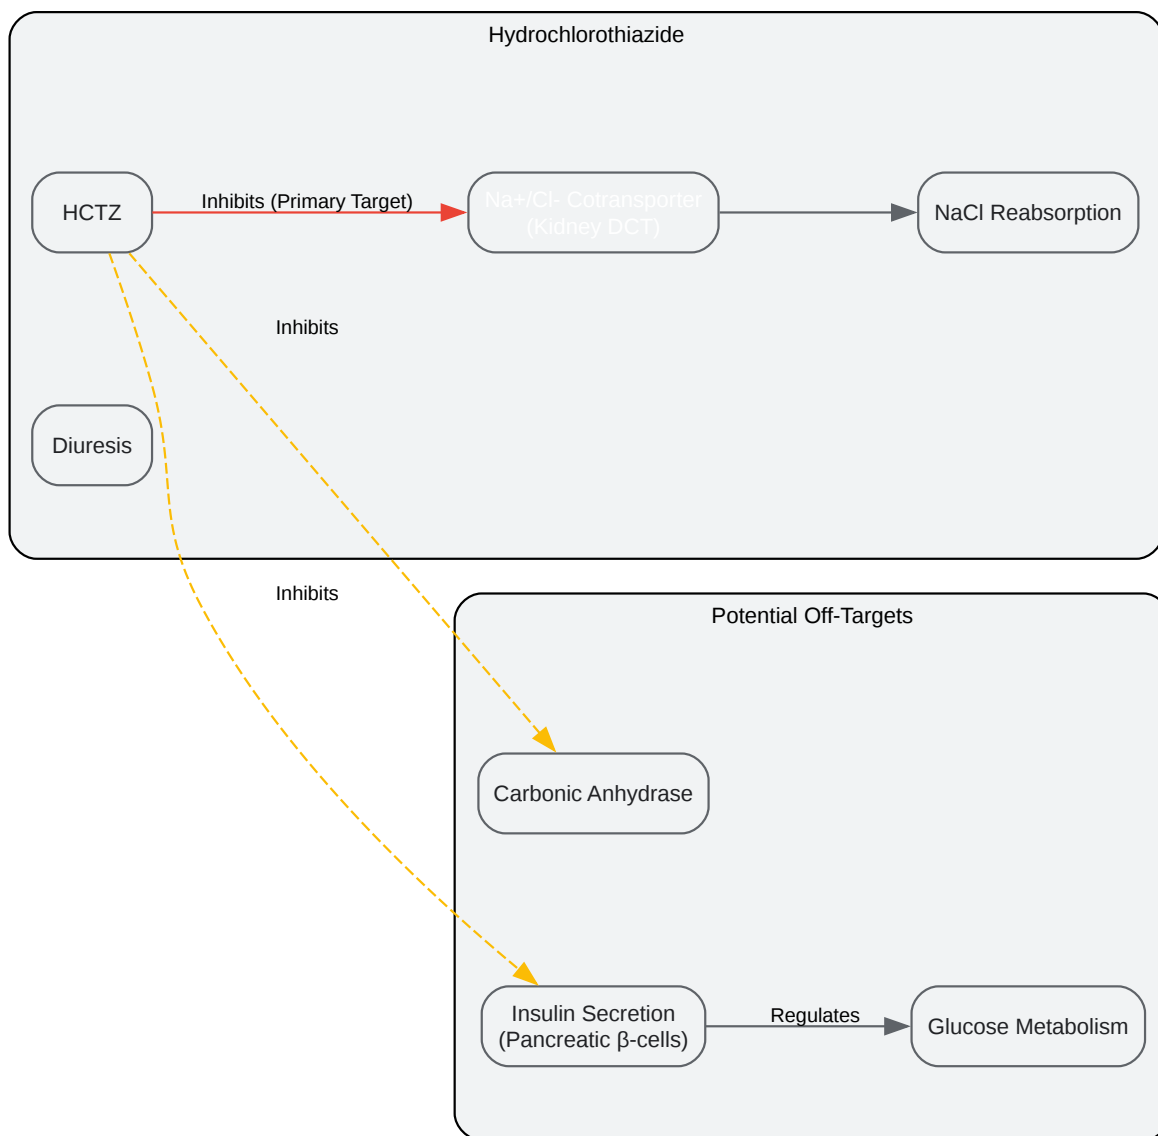 Hydrochlorothiazide
HCTZ
Inhibits (Primary Target)
Na+/Cl- Cotransporter
(Kidney DCT)
NaCl Reabsorption
Inhibits
Diuresis
Inhibits
Potential Off-Targets
Carbonic Anhydrase
Insulin Secretion
(Pancreatic β-cells)
Regulates
Glucose Metabolism